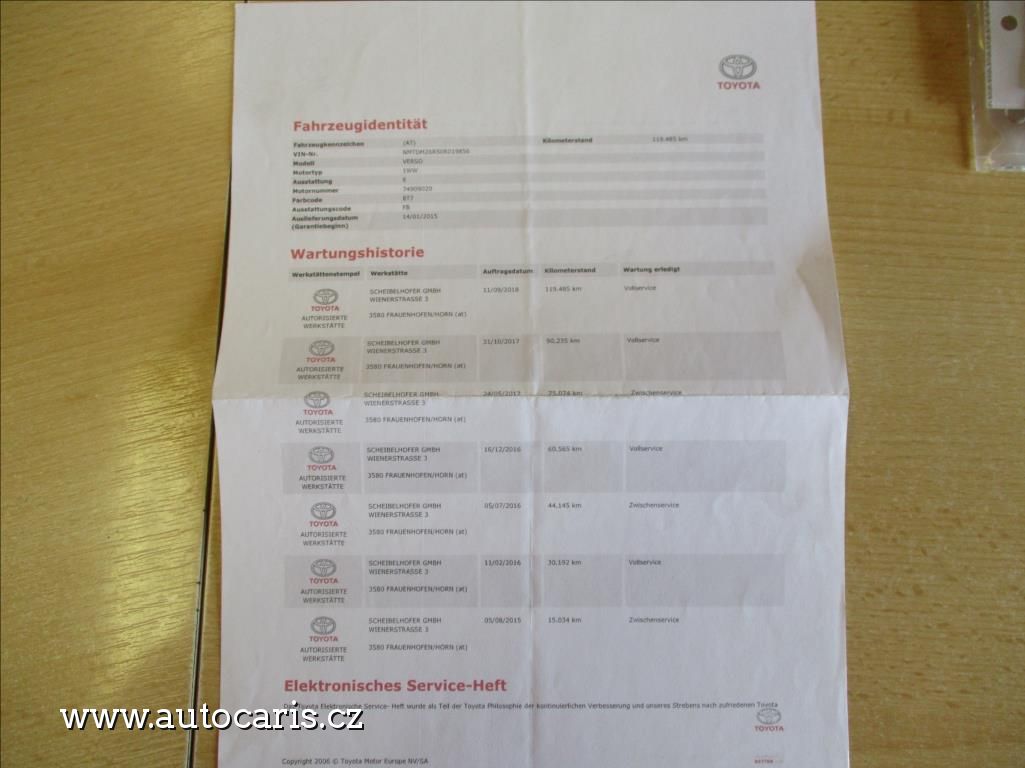 TOYOTA
Fahrzeugidentität
Fahrzeugkennzeichen (AT) Kilometerstand 119.485 km
VIN-Nr.
Modell VERSO
Motortyp 1WW
Ausstattung E
Motornummer 74909020
Farbcode 8T7
Ausstattungscode FB
Auslieferungsdatum 14/01/2015
(Garantiebeginn)
Wartungshistorie
Werkstättenstempel Werkstätte Auftragsdatum Kilometerstand Wartung erledigt
SCHEIBELHOFER GMBH 11/09/2018 119.485 km Vollservice
WIENERSTRASSE 3
TOYOTA
AUTORISIERTE 3580 FRAUENHOFEN/HORN (at)
WERKSTÄTTE
SCHEIBELHOFER GMBH 31/10/2017 90.235 km Vollservice
WIENERSTRASSE 3
TOYOTA
AUTORISIERTE 3580 FRAUENHOFEN/HORN (at)
WERKSTÄTTE
SCHEIBELHOFER GMBH 24/05/2017 75.074 km Zwischenservice
WIENERSTRASSE 3
TOYOTA
AUTORISIERTE 3580 FRAUENHOFEN/HORN (at)
WERKSTÄTTE
SCHEIBELHOFER GMBH 16/12/2016 60.565 km Vollservice
WIENERSTRASSE 3
TOYOTA
AUTORISIERTE 3580 FRAUENHOFEN/HORN (at)
WERKSTÄTTE
SCHEIBELHOFER GMBH 05/07/2016 44.145 km Zwischenservice
WIENERSTRASSE 3
TOYOTA
AUTORISIERTE 3580 FRAUENHOFEN/HORN (at)
WERKSTÄTTE
SCHEIBELHOFER GMBH 11/02/2016 30.192 km Vollservice
WIENERSTRASSE 3
TOYOTA
AUTORISIERTE 3580 FRAUENHOFEN/HORN (at)
WERKSTÄTTE
SCHEIBELHOFER GMBH 05/08/2015 15.034 km Zwischenservice
WIENERSTRASSE 3
TOYOTA
AUTORISIERTE 3580 FRAUENHOFEN/HORN (at)
WERKSTÄTTE
Elektronisches Service-Heft
Toyota Elektronische Service- Heft wurde als Teil der Toyota Philosophie der kontinuierlichen Verbesserung und unseres Strebens nach zufriedenen Toyota
www.autocaris.cz
TOYOTA
Copyright 2006 © Toyota Motor Europe NV/SA